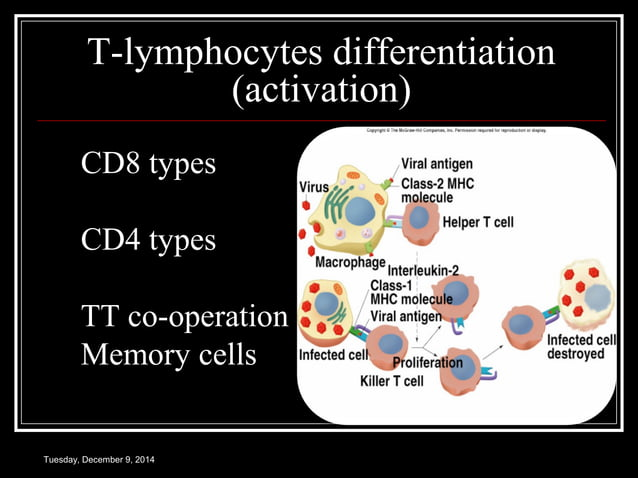 T-lymphocytes differentiation
(activation)
CD8 types
CD4 types
TT co-operation
Memory cells
Copyright © The McGraw-Hill Companies, Inc. Permission required for reproduction or display.
Viral antigen
Virus
Class-2 MHC
molecule
Helper T cell
Macrophage
Interleukin-2
Class-1
MHC molecule
Viral antigen
Infected cell
Proliferation
Killer T cell
Infected cell
destroyed
Tuesday, December 9, 2014